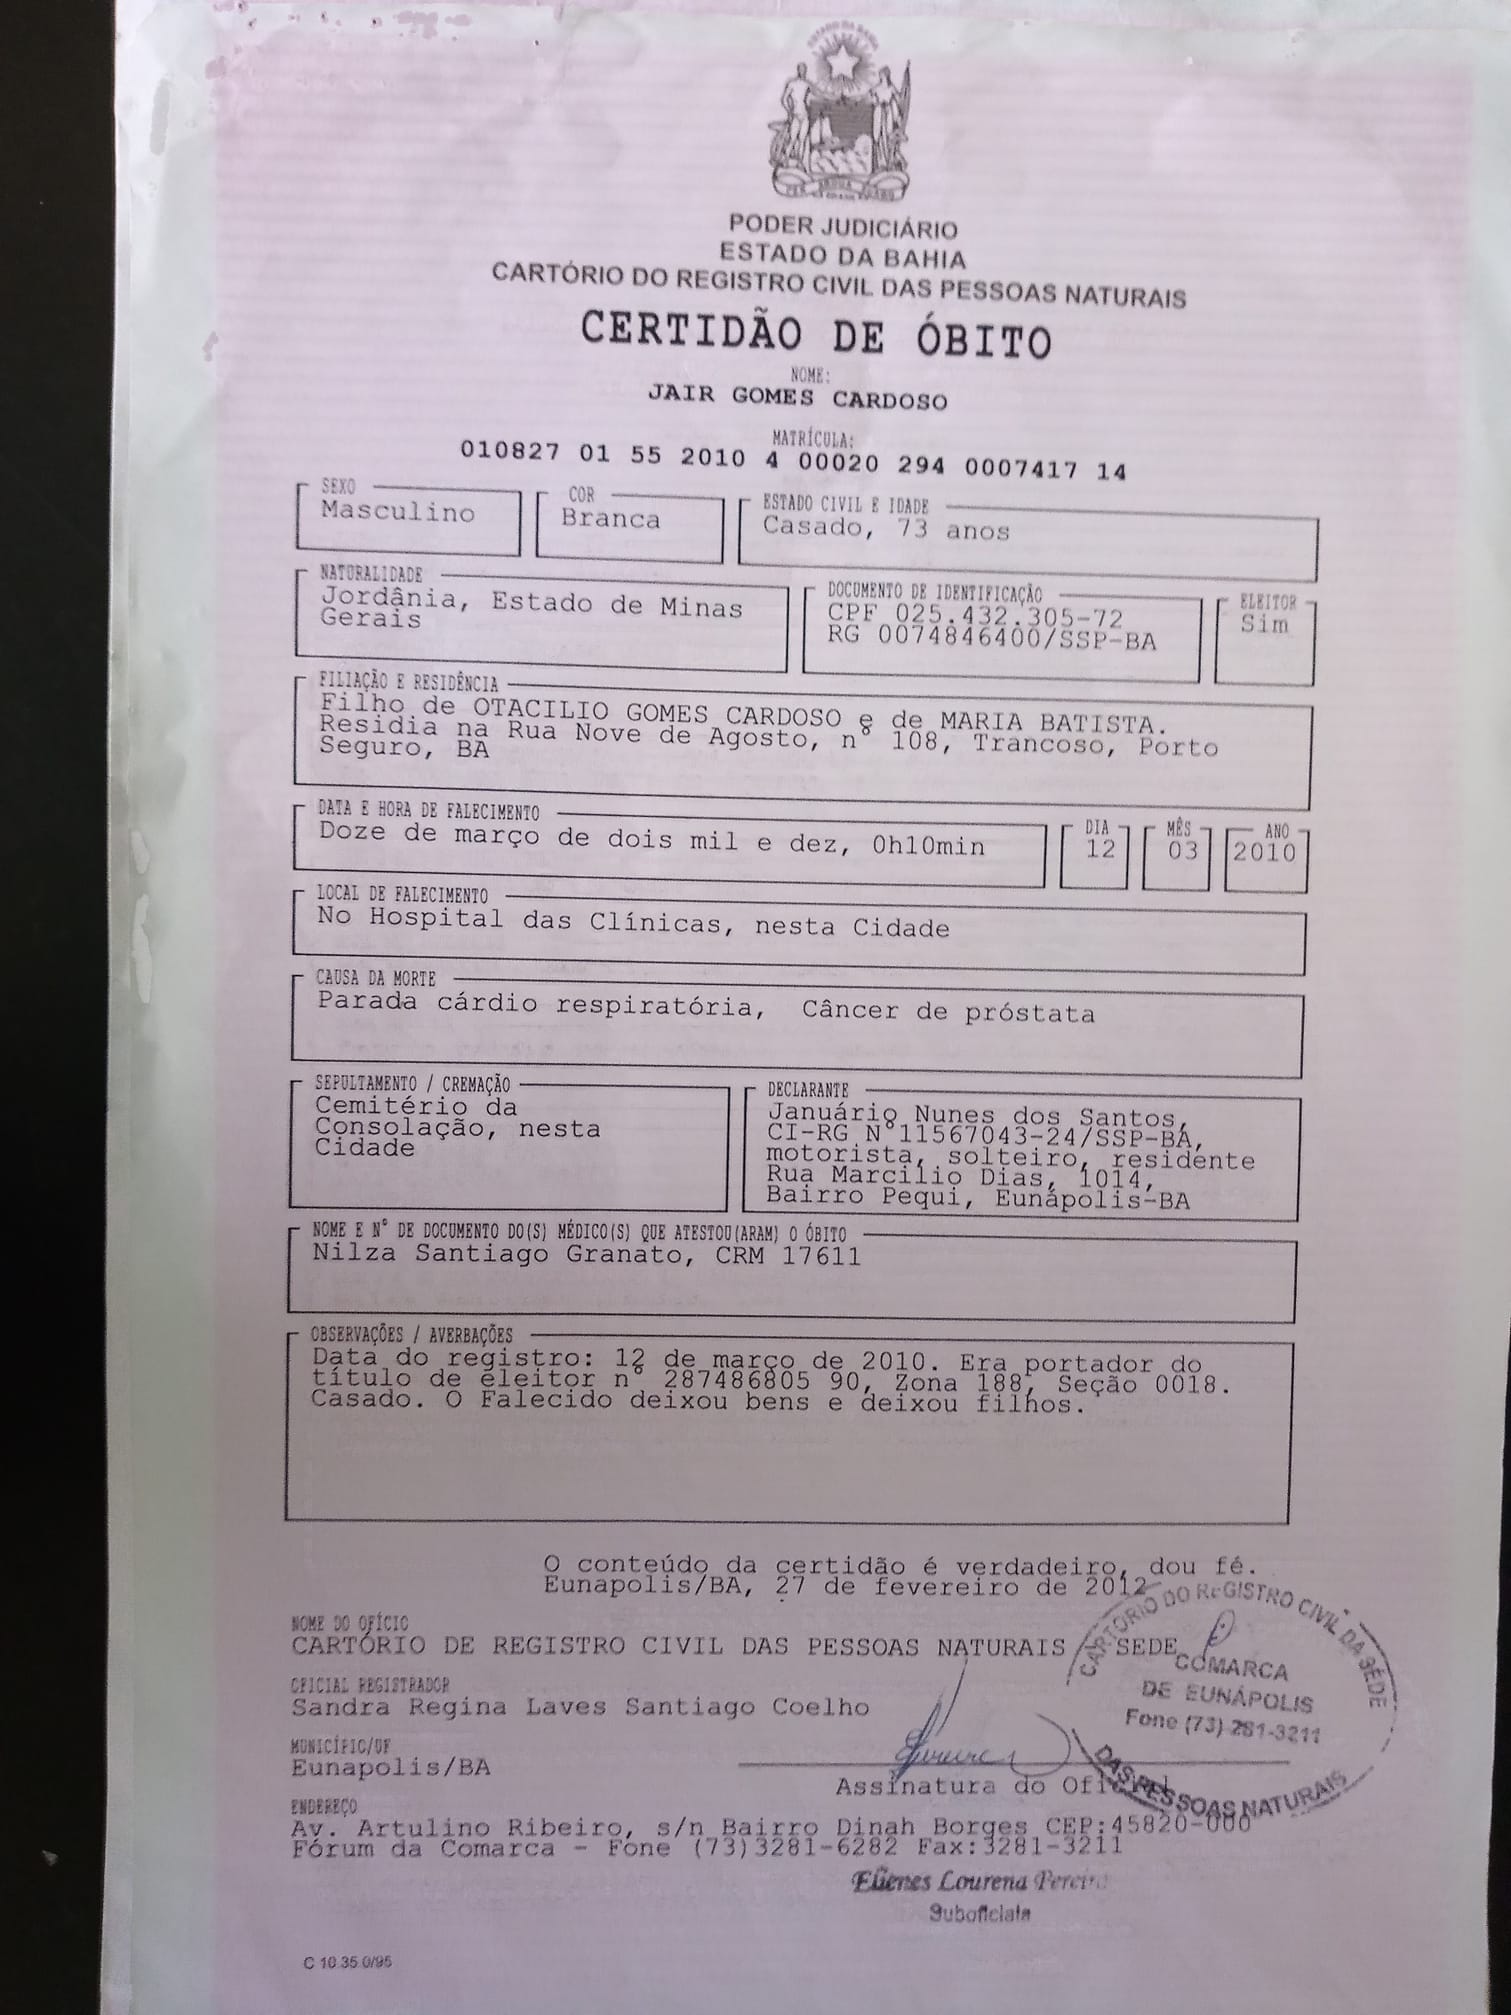 PODER JUDICIÁRIO
ESTADO DA BAHIA
CARTÓRIO DO REGISTRO CIVIL DAS PESSOAS NATURAIS
CERTIDÃO DE ÓBITO
NOME:
JAIR GOMES CARDOSO
MATRÍCULA:
010827 01 55 2010 4 00020 294 0007417 14
SEXO
Masculino
COR
Branca
ESTADO CIVIL E IDADE
Casado, 73 anos
NATURALIDADE
Jordânia, Estado de Minas
Gerais
DOCUMENTO DE IDENTIFICAÇÃO
CPF 025.432.305-72
RG 0074846400/SSP-BA
ELEITOR
Sim
FILIAÇÃO E RESIDÊNCIA
Filho de OTACILIO GOMES CARDOSO e de MARIA BATISTA.
Residia na Rua Nove de Agosto, n° 108, Trancoso, Porto
Seguro, BA
DATA E HORA DE FALECIMENTO
Doze de março de dois mil e dez, 0h10min
DIA
12
MÊS
03
ANO
2010
LOCAL DE FALECIMENTO
No Hospital das Clínicas, nesta Cidade
CAUSA DA MORTE
Parada cárdio respiratória, Câncer de próstata
SEPULTAMENTO / CREMAÇÃO
Cemitério da
Consolação, nesta
Cidade
DECLARANTE
Januário Nunes dos Santos,
CI-RG N°11567043-24/SSP-BA,
motorista, solteiro, residente
Rua Marcilio Dias, 1014,
Bairro Pequi, Eunápolis-BA
NOME E N° DE DOCUMENTO DO(S) MÉDICO(S) QUE ATESTOU(ARAM) O ÓBITO
Nilza Santiago Granato, CRM 17611
OBSERVAÇÕES / AVERBAÇÕES
Data do registro: 12 de março de 2010. Era portador do
título de eleitor n° 287486805 90, Zona 188, Seção 0018.
Casado. O Falecido deixou bens e deixou filhos.
O conteúdo da certidão é verdadeiro, dou fé.
Eunapolis/BA, 27 de fevereiro de 2012
NOME DO OFÍCIO
CARTÓRIO DE REGISTRO CIVIL DAS PESSOAS NATURAIS SEDE
CARTÓRIO DO REGISTRO CIVIL DA SÉDE
COMARCA
DE EUNÁPOLIS
Fone (73) 281-3211
DAS PESSOAS NATURAIS
OFICIAL REGISTRADOR
Sandra Regina Laves Santiago Coelho
MUNICÍPIO/UF
Eunapolis/BA
Assinatura do Oficial
ENDEREÇO
Av. Artulino Ribeiro, s/n Bairro Dinah Borges CEP:45820-000
Fórum da Comarca - Fone (73)3281-6282 Fax:3281-3211
Elienes Lourena Pereira
Suboficiala
C 10.35.0/95